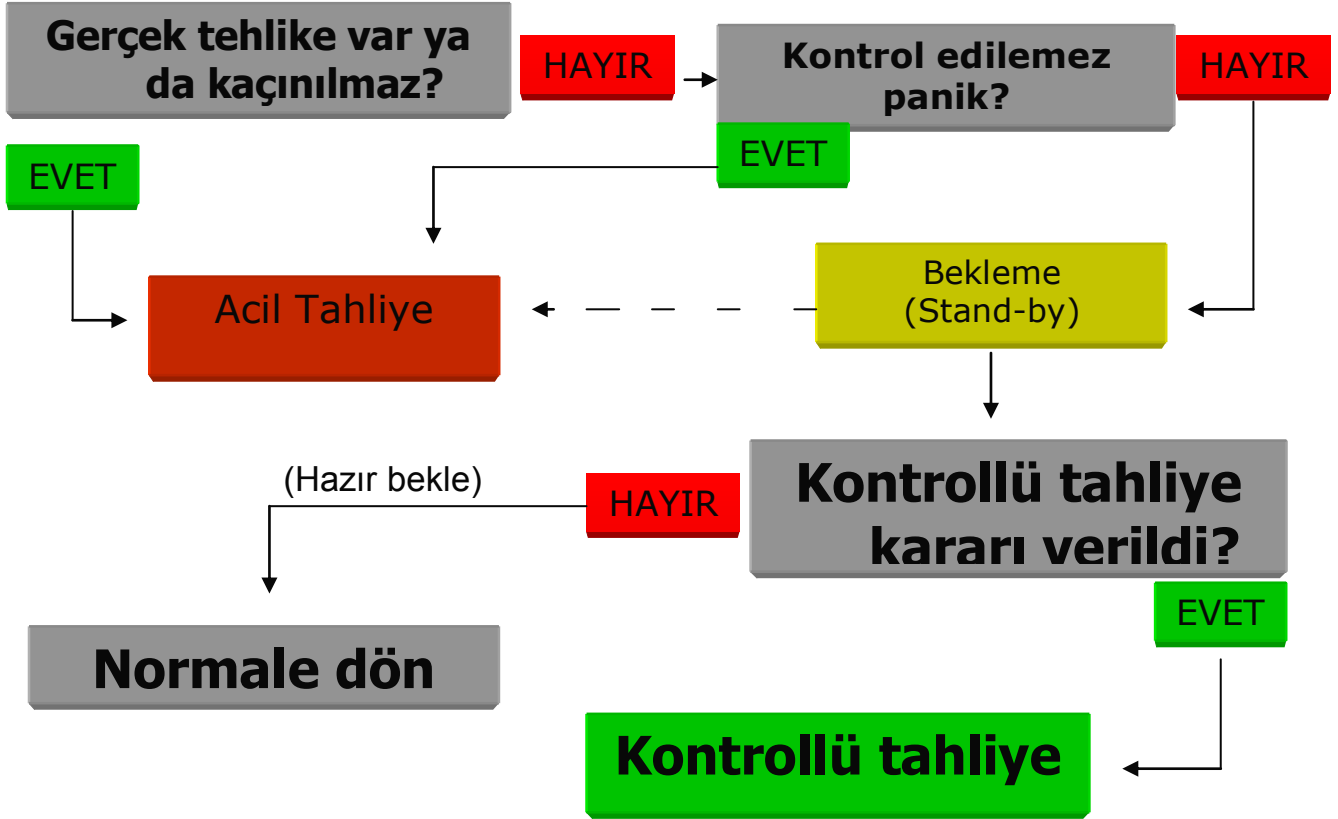 Gerçek tehlike var ya
da kaçınılmaz?
HAYIR
Kontrol edilemez
panik?
HAYIR
EVET
EVET
Acil Tahliye
Bekleme
(Stand-by)
(Hazır bekle)
HAYIR
Kontrollü tahliye
kararı verildi?
EVET
Normale dön
Kontrollü tahliye